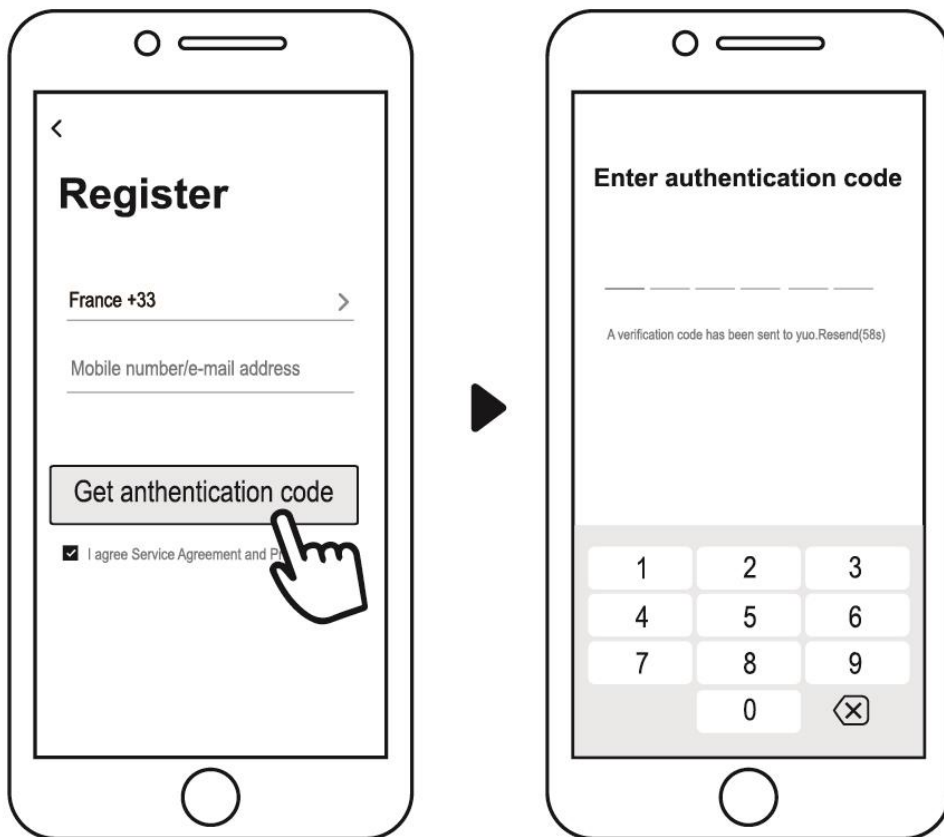 Register
France +33
Mobile number/e-mail address
Get anthentication code
I agree Service Agreement and
Enter authentication code
A verification code has been sent to yuo.Resend(58s)
1 2 3
4 5 6
7 8 9
0